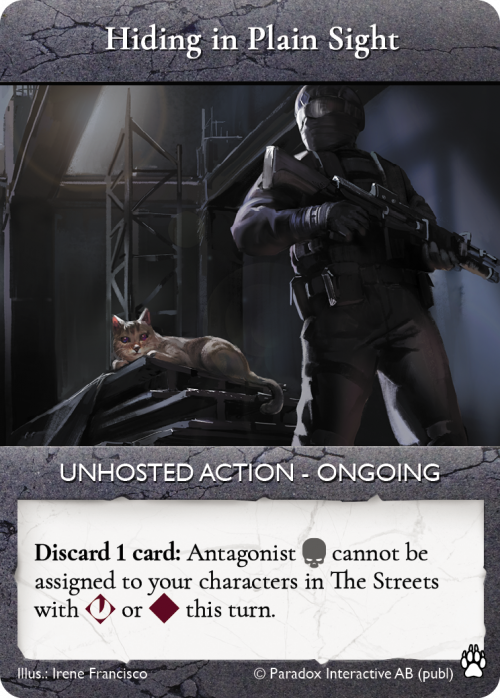 Hiding in Plain Sight
UNHOSTED ACTION - ONGOING
Discard 1 card: Antagonist cannot be
assigned to your characters in The Streets
with or this turn.
Illus.: Irene Francisco
© Paradox Interactive AB (publ)